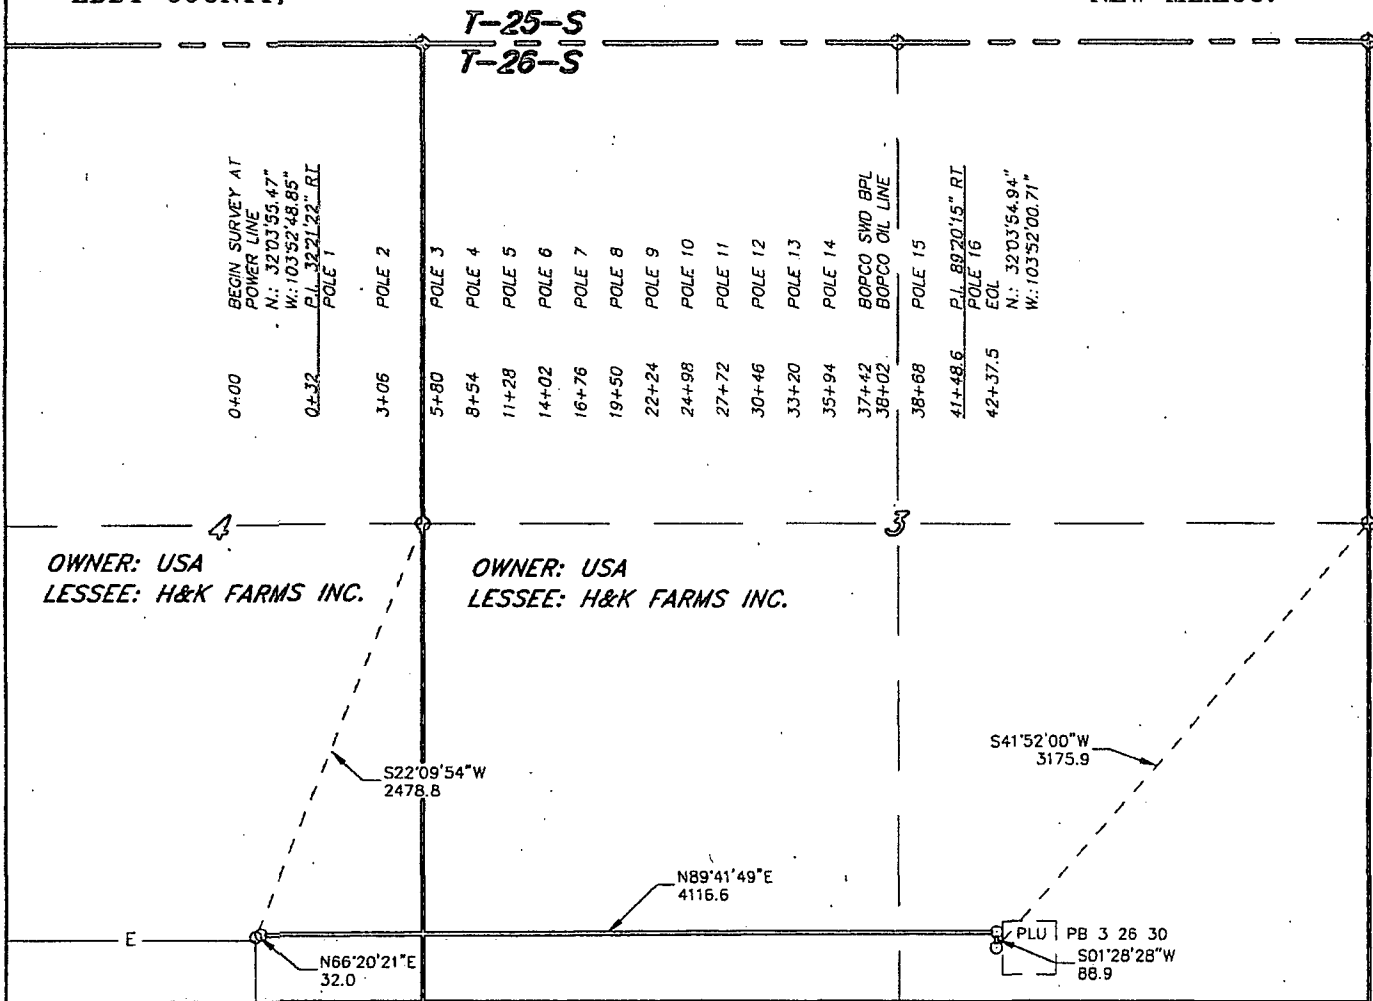 T-25-S
T-26-S
0+00 BEGIN SURVEY AT
POWER LINE
N.: 32°03'55.47"
W.: 103°52'48.85"
0+32 P.I. 32°21'22" RT
POLE 1
3+06 POLE 2
5+80 POLE 3
8+54 POLE 4
11+28 POLE 5
14+02 POLE 6
16+76 POLE 7
19+50 POLE 8
22+24 POLE 9
24+98 POLE 10
27+72 POLE 11
30+46 POLE 12
33+20 POLE 13
35+94 POLE 14
37+42 BOPCO SWD BPL
38+02 BOPCO OIL LINE
38+68 POLE 15
41+48.6 P.I. 89°20'15" RT
POLE 16
42+37.5 EOL
N.: 32°03'54.94"
W.: 103°52'00.71"
4
3
OWNER: USA
LESSEE: H&K FARMS INC.
OWNER: USA
LESSEE: H&K FARMS INC.
S22°09'54"W
2478.8
S41°52'00"W
3175.9
N89°41'49"E
4116.6
E
N66°20'21"E
32.0
PLU PB 3 26 30
S01°28'28"W
88.9